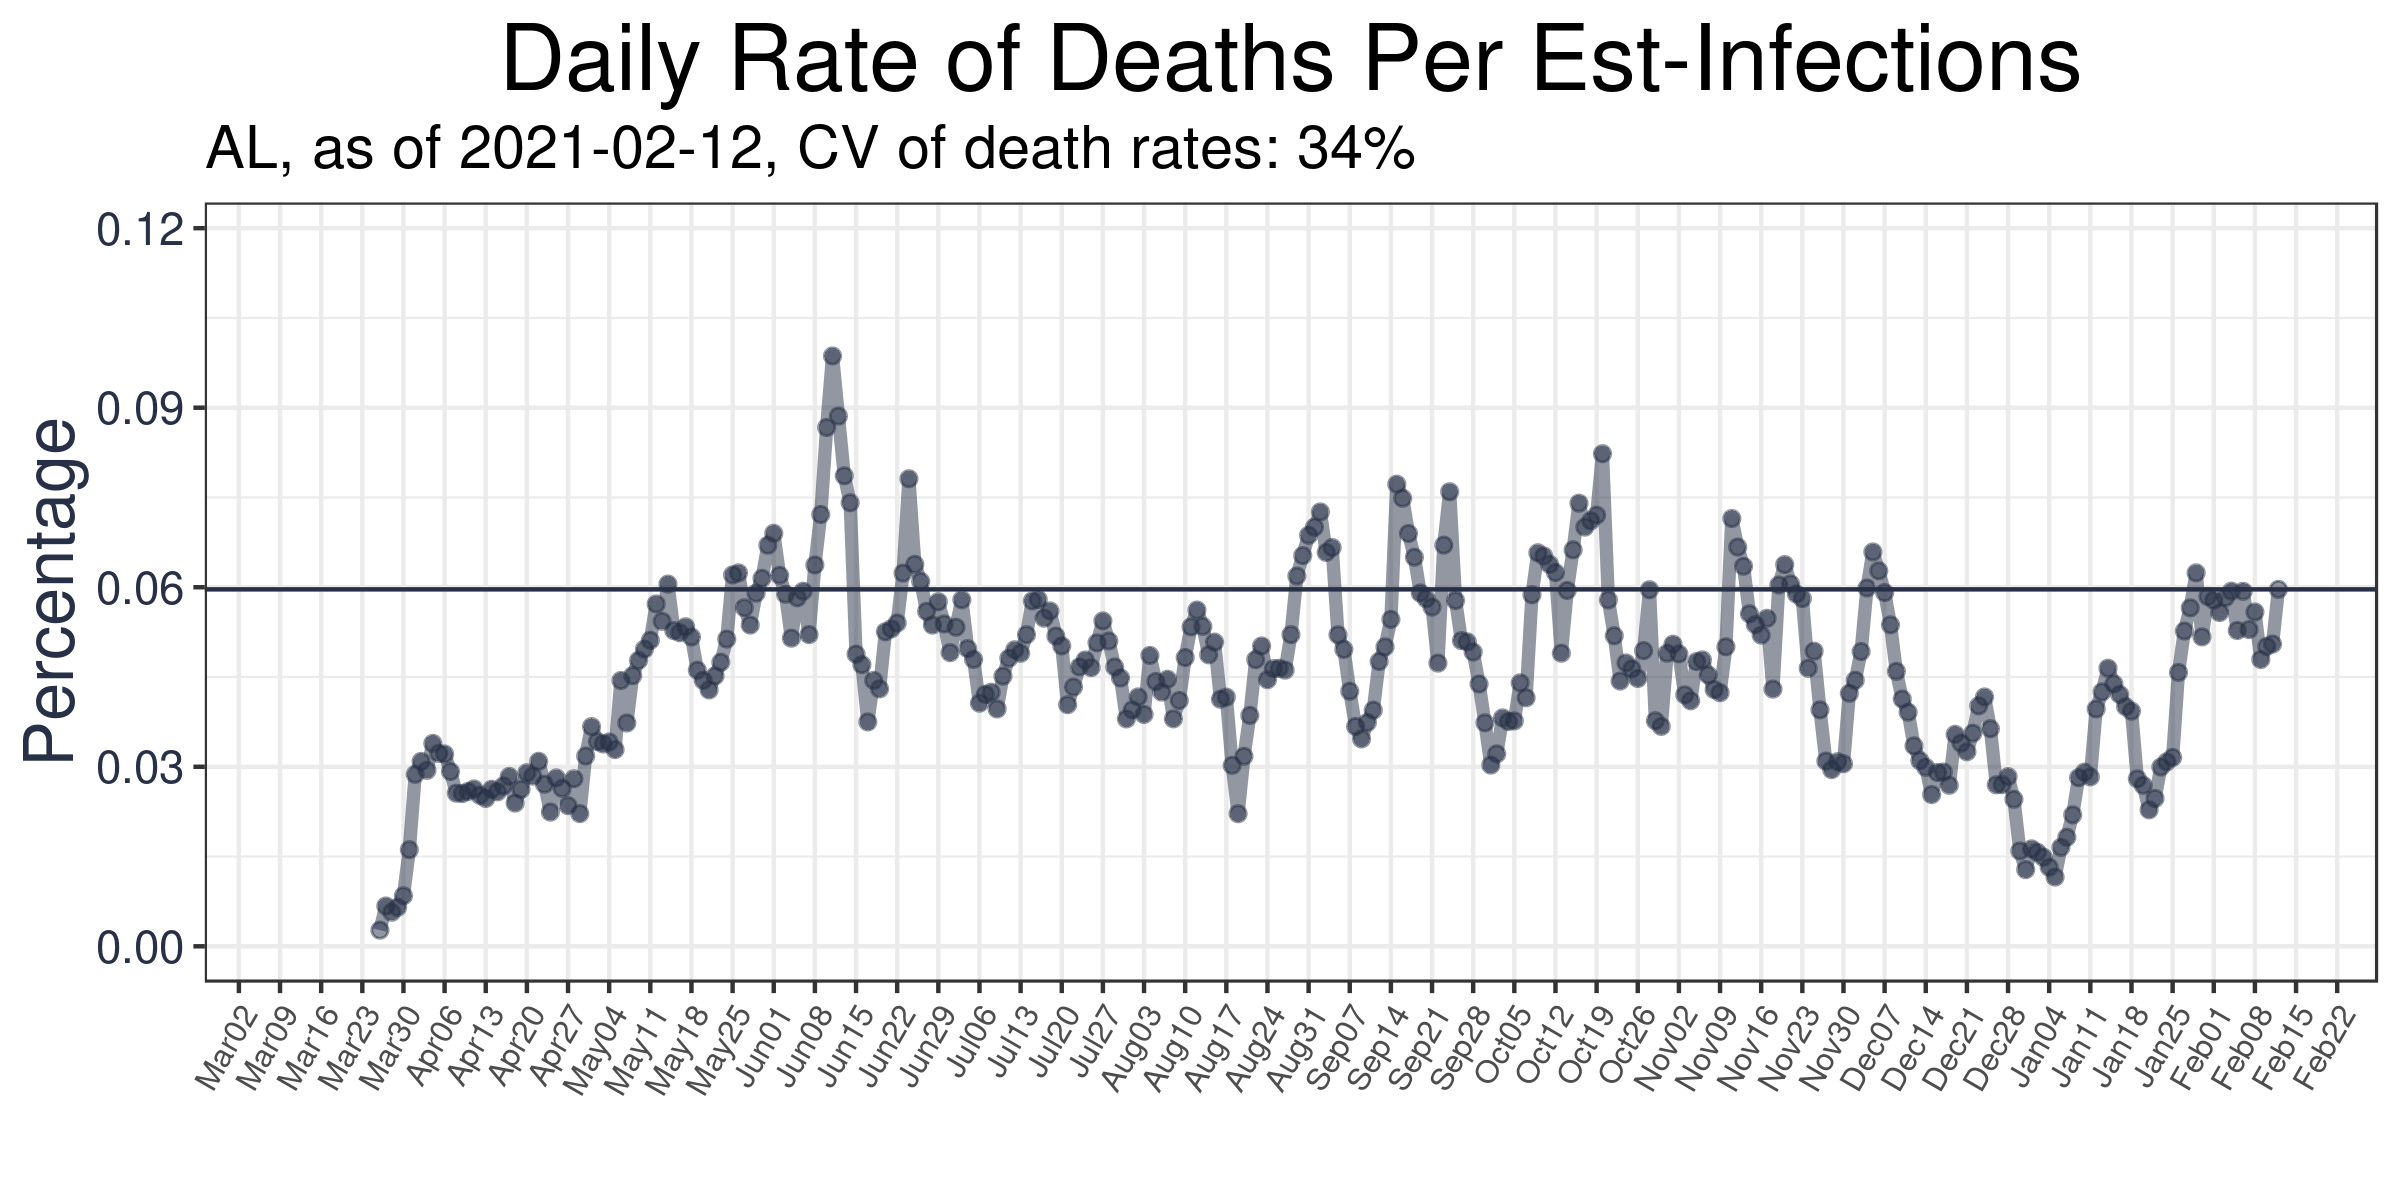 Daily Rate of Deaths Per Est-Infections
AL, as of 2021-02-12, CV of death rates: 34%
Percentage
0.12
0.09
0.06
0.03
0.00
Mar02 Mar09 Mar16 Mar23 Mar30 Apr06 Apr13 Apr20 Apr27 May04 May11 May18 May25 Jun01 Jun08 Jun15 Jun22 Jun29 Jul06 Jul13 Jul20 Jul27 Aug03 Aug10 Aug17 Aug24 Aug31 Sep07 Sep14 Sep21 Sep28 Oct05 Oct12 Oct19 Oct26 Nov02 Nov09 Nov16 Nov23 Nov30 Dec07 Dec14 Dec21 Dec28 Jan04 Jan11 Jan18 Jan25 Feb01 Feb08 Feb15 Feb22